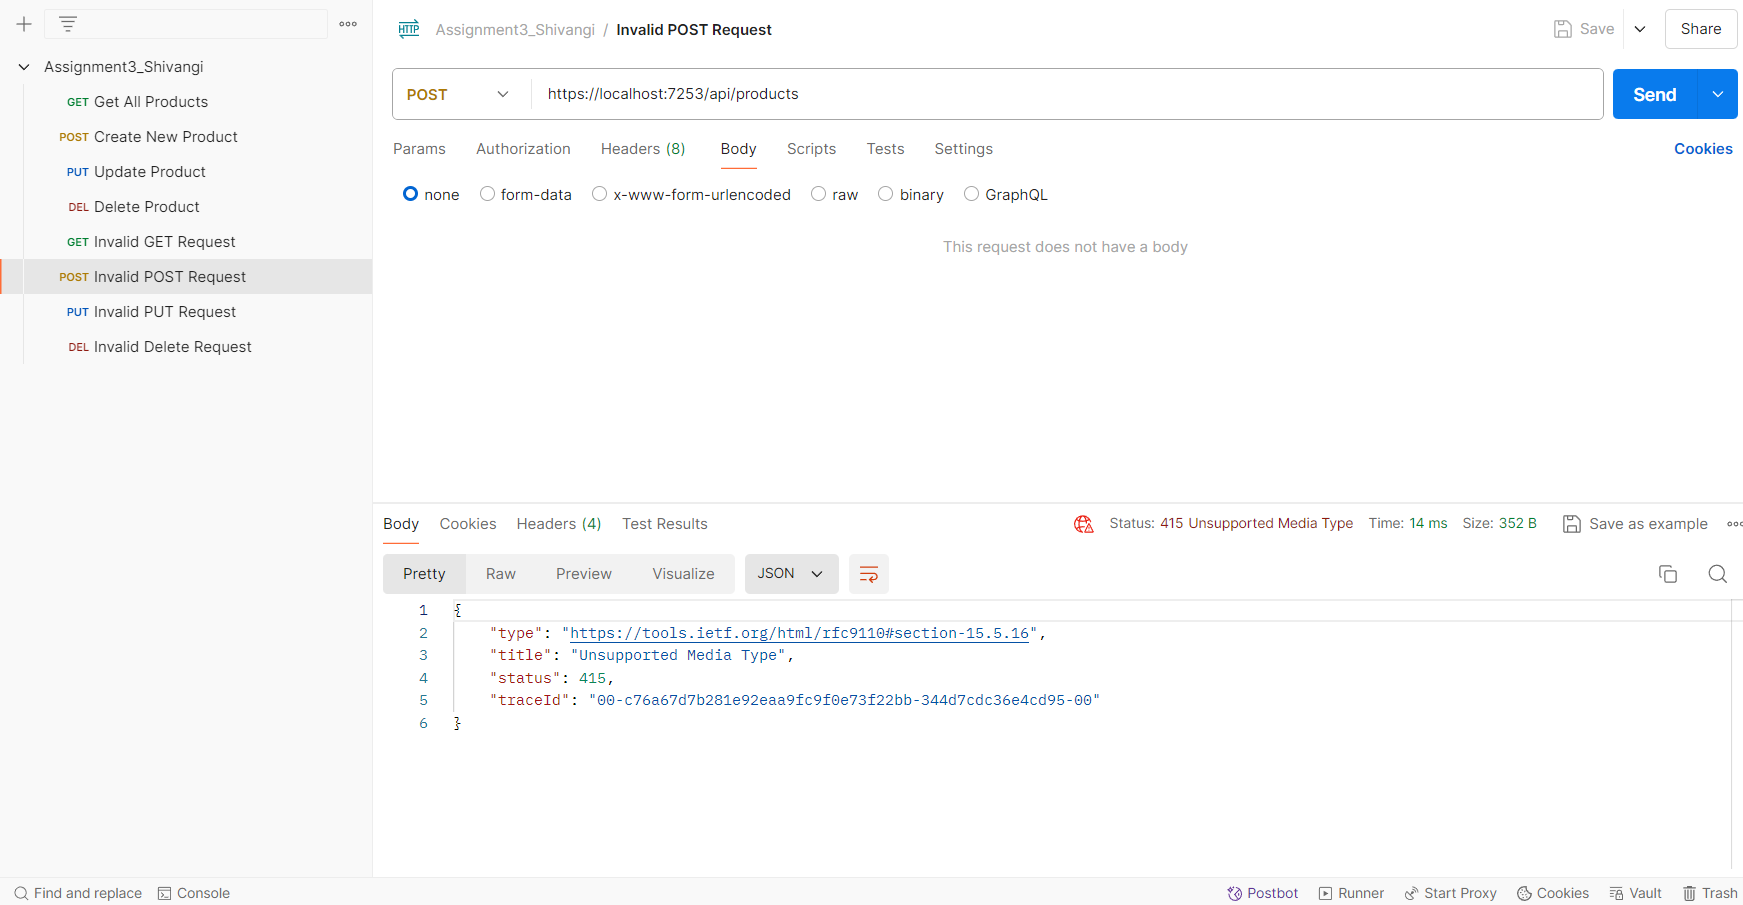 Assignment3_Shivangi
GET Get All Products
POST Create New Product
PUT Update Product
DEL Delete Product
GET Invalid GET Request
POST Invalid POST Request
PUT Invalid PUT Request
DEL Invalid Delete Request
HTTP Assignment3_Shivangi / Invalid POST Request
Save Share
POST https://localhost:7253/api/products Send
Params Authorization Headers (8) Body Scripts Tests Settings Cookies
none form-data x-www-form-urlencoded raw binary GraphQL
This request does not have a body
Body Cookies Headers (4) Test Results Status: 415 Unsupported Media Type Time: 14 ms Size: 352 B Save as example
Pretty Raw Preview Visualize JSON
1 {
2 "type": "https://tools.ietf.org/html/rfc9110#section-15.5.16",
3 "title": "Unsupported Media Type",
4 "status": 415,
5 "traceId": "00-c76a67d7b281e92eaa9fc9f0e73f22bb-344d7cdc36e4cd95-00"
6 }
Find and replace Console Postbot Runner Start Proxy Cookies Vault Trash